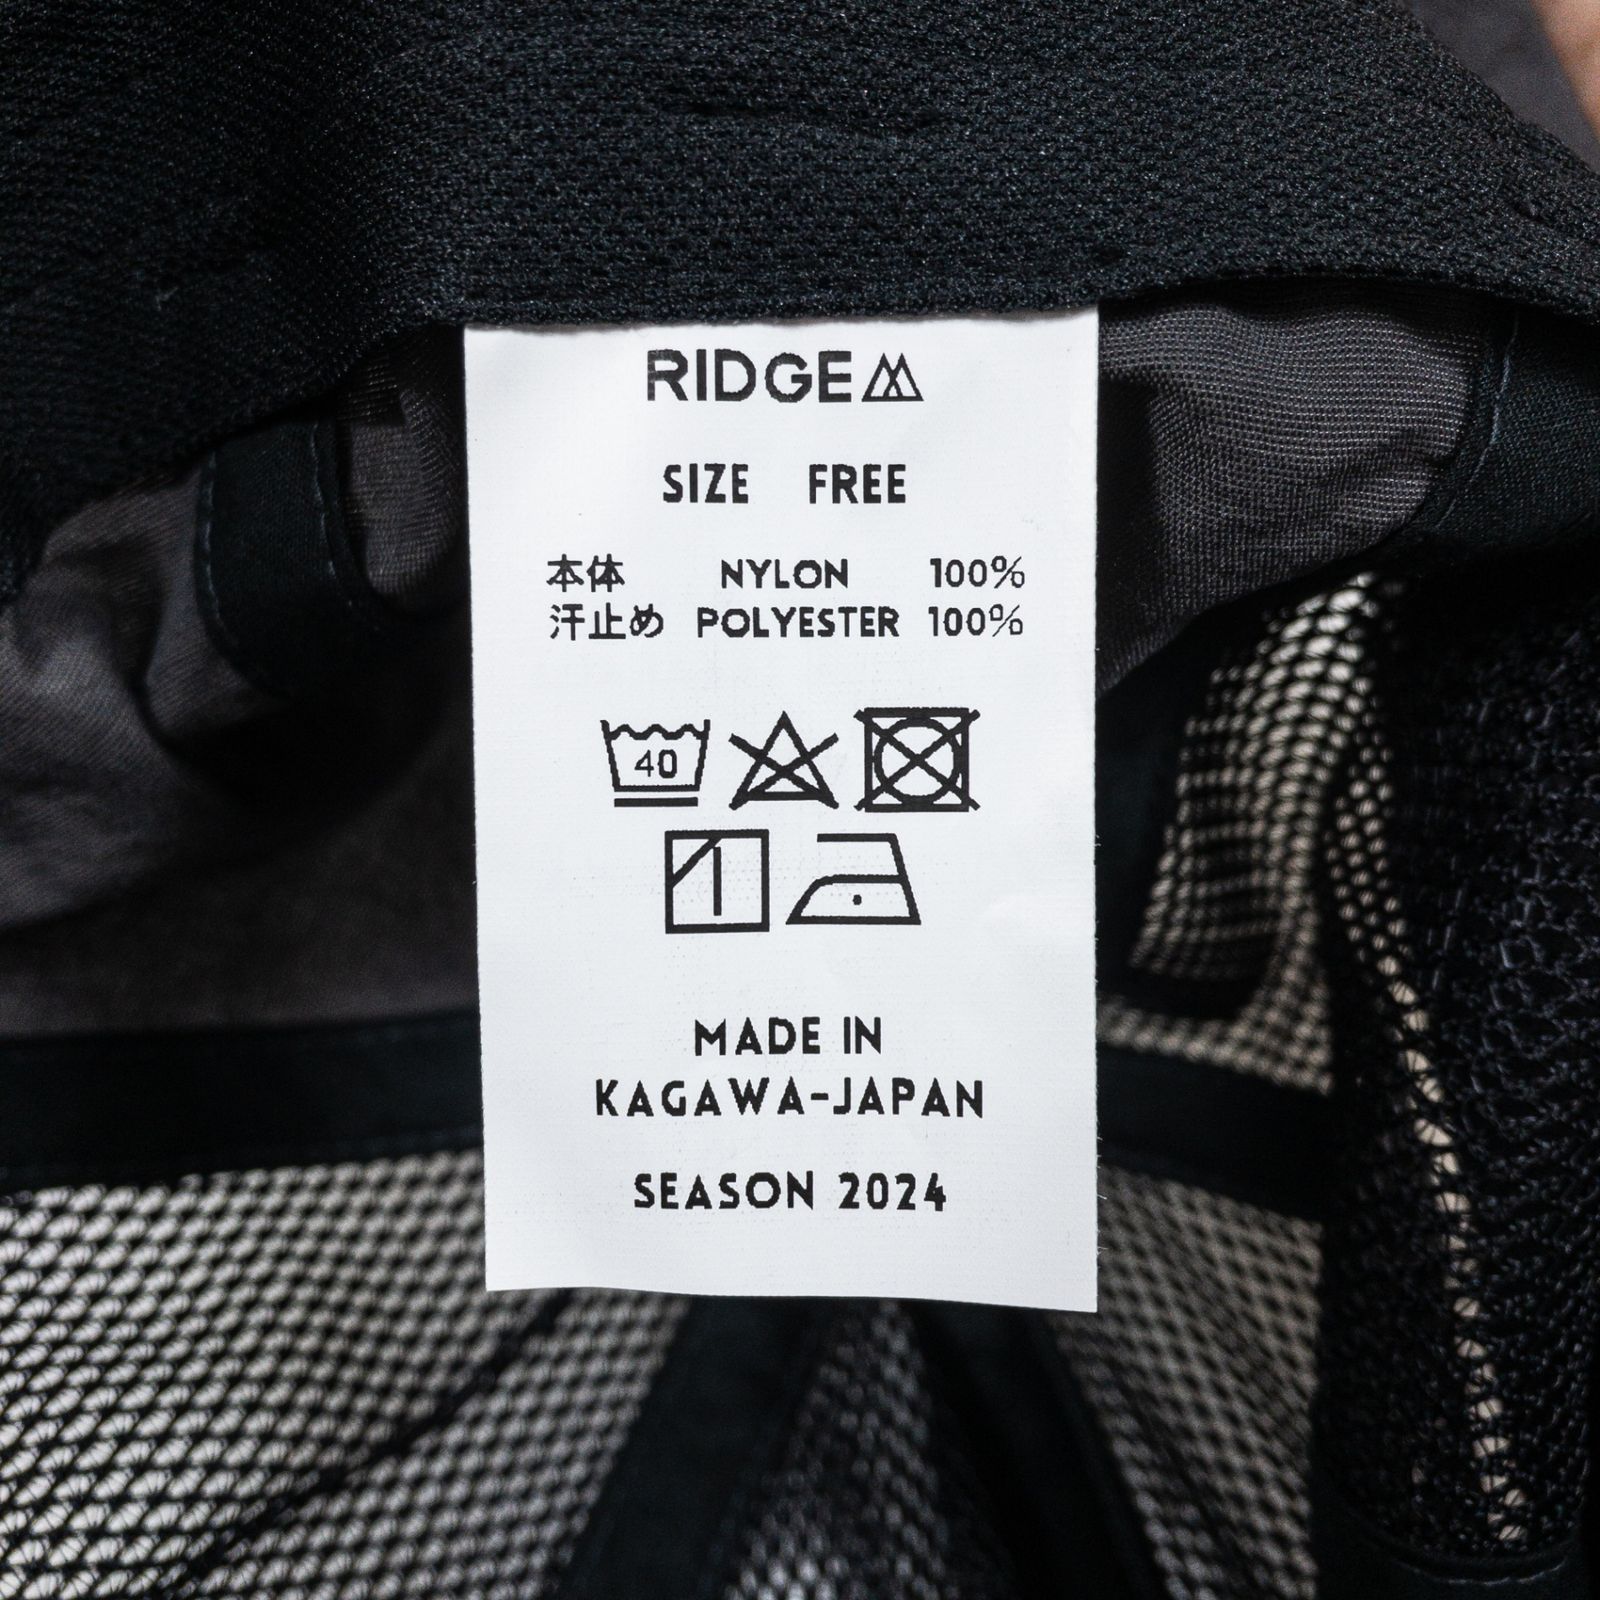 RIDGE
SIZE FREE
本体 NYLON 100%
汗止め POLYESTER 100%
40
MADE IN
KAGAWA-JAPAN
SEASON 2024